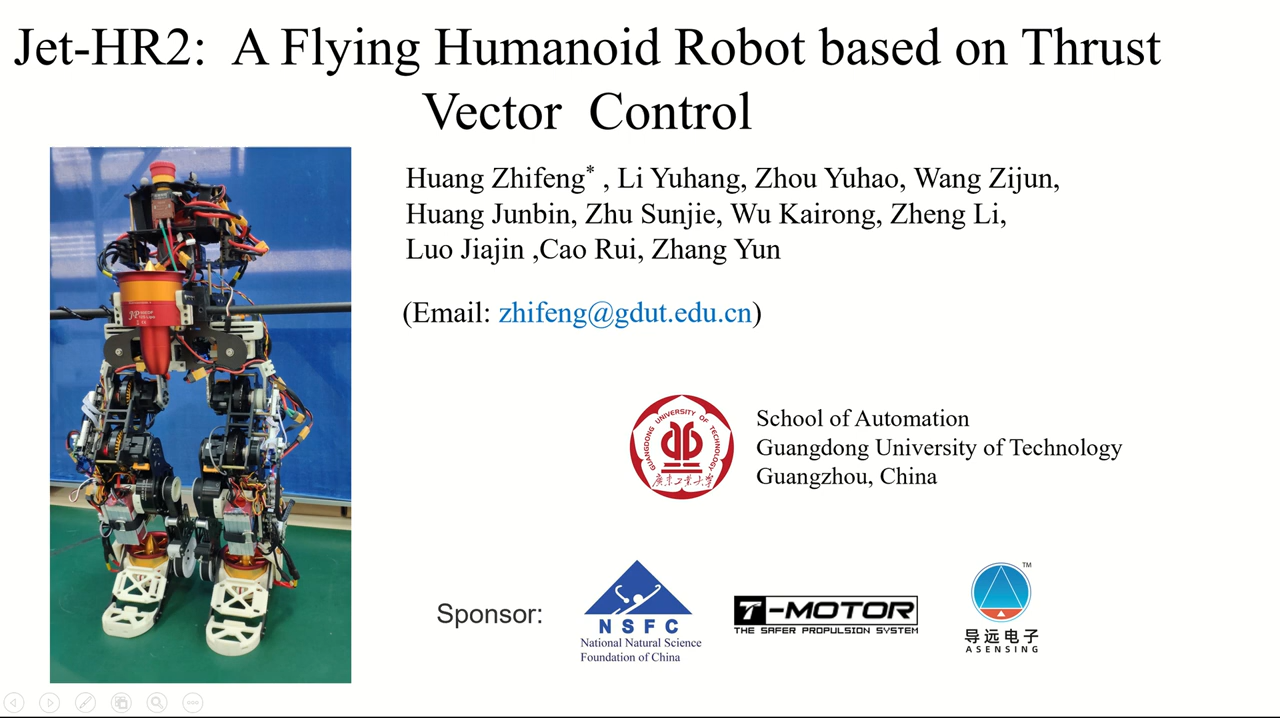 Jet-HR2: A Flying Humanoid Robot based on Thrust
Vector Control
Huang Zhifeng* , Li Yuhang, Zhou Yuhao, Wang Zijun,
Huang Junbin, Zhu Sunjie, Wu Kairong, Zheng Li,
Luo Jiajin ,Cao Rui, Zhang Yun
(Email: zhifeng@gdut.edu.cn)
GUANGDONG UNIVERSITY OF TECHNOLOGY
广东工业大学
School of Automation
Guangdong University of Technology
Guangzhou, China
Sponsor:
NSFC
National Natural Science
Foundation of China
T-MOTOR
THE SAFER PROPULSION SYSTEM
TM
导远电子
ASENSING